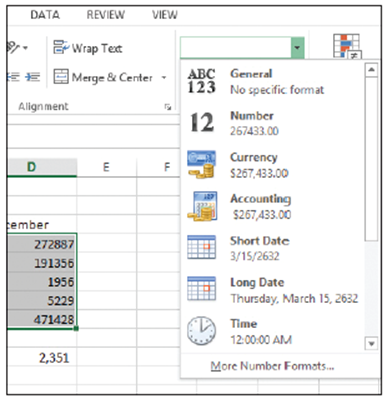 DATA REVIEW VIEW
Wrap Text
Merge & Center
Alignment
ABC
123
General
No specific format
12
Number
267433.00
Currency
$267,433.00
Accounting
$267,433.00
Short Date
3/15/2632
Long Date
Thursday, March 15, 2632
Time
12:00:00 AM
More Number Formats...
D E F
cember
272887
191356
1956
5229
471428
2,351